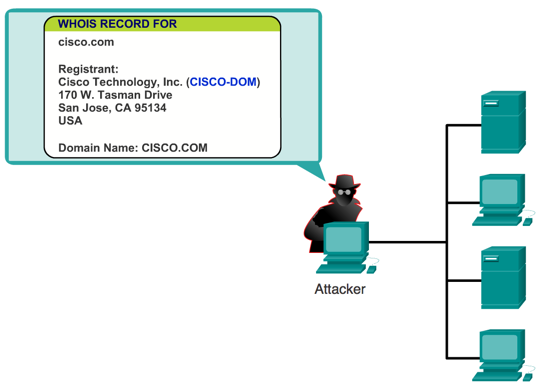 WHOIS RECORD FOR
cisco.com
Registrant:
Cisco Technology, Inc. (CISCO-DOM)
170 W. Tasman Drive
San Jose, CA 95134
USA
Domain Name: CISCO.COM
Attacker